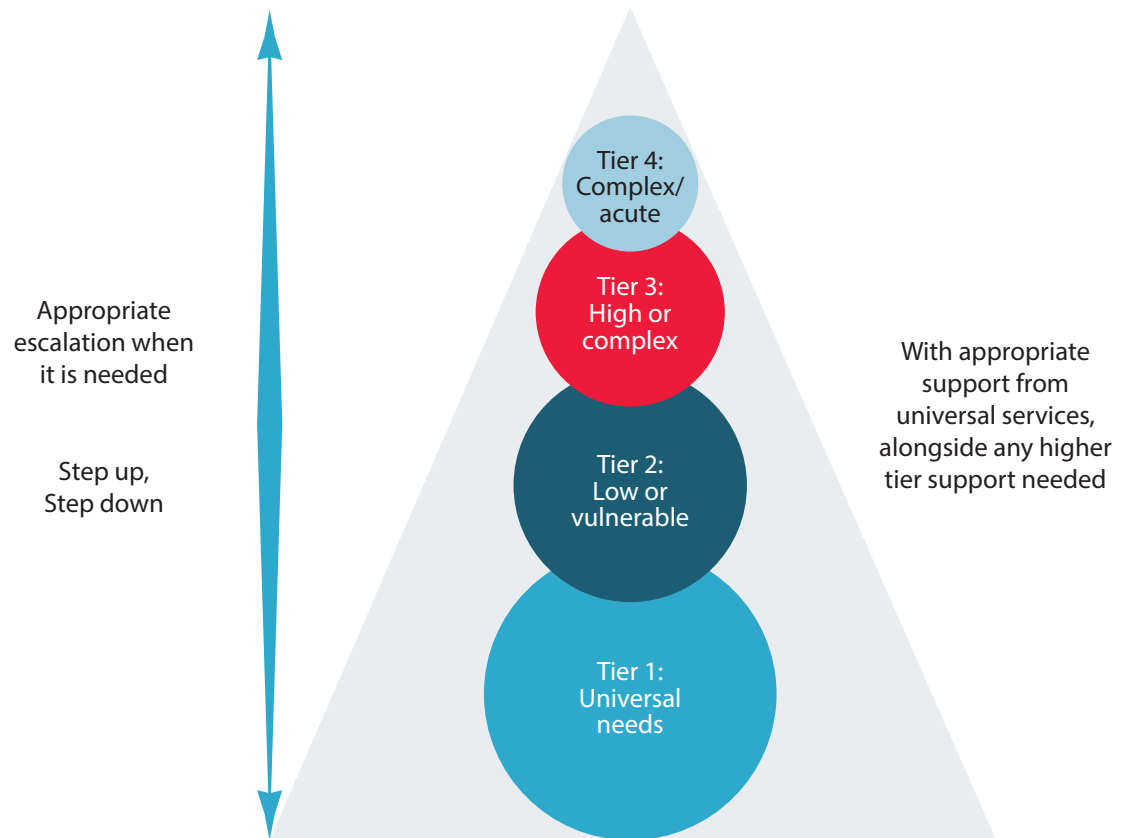 Appropriate
escalation when
it is needed
Step up,
Step down
Tier 4:
Complex/
acute
Tier 3:
High or
complex
Tier 2:
Low or
vulnerable
Tier 1:
Universal
needs
With appropriate
support from
universal services,
alongside any higher
tier support needed